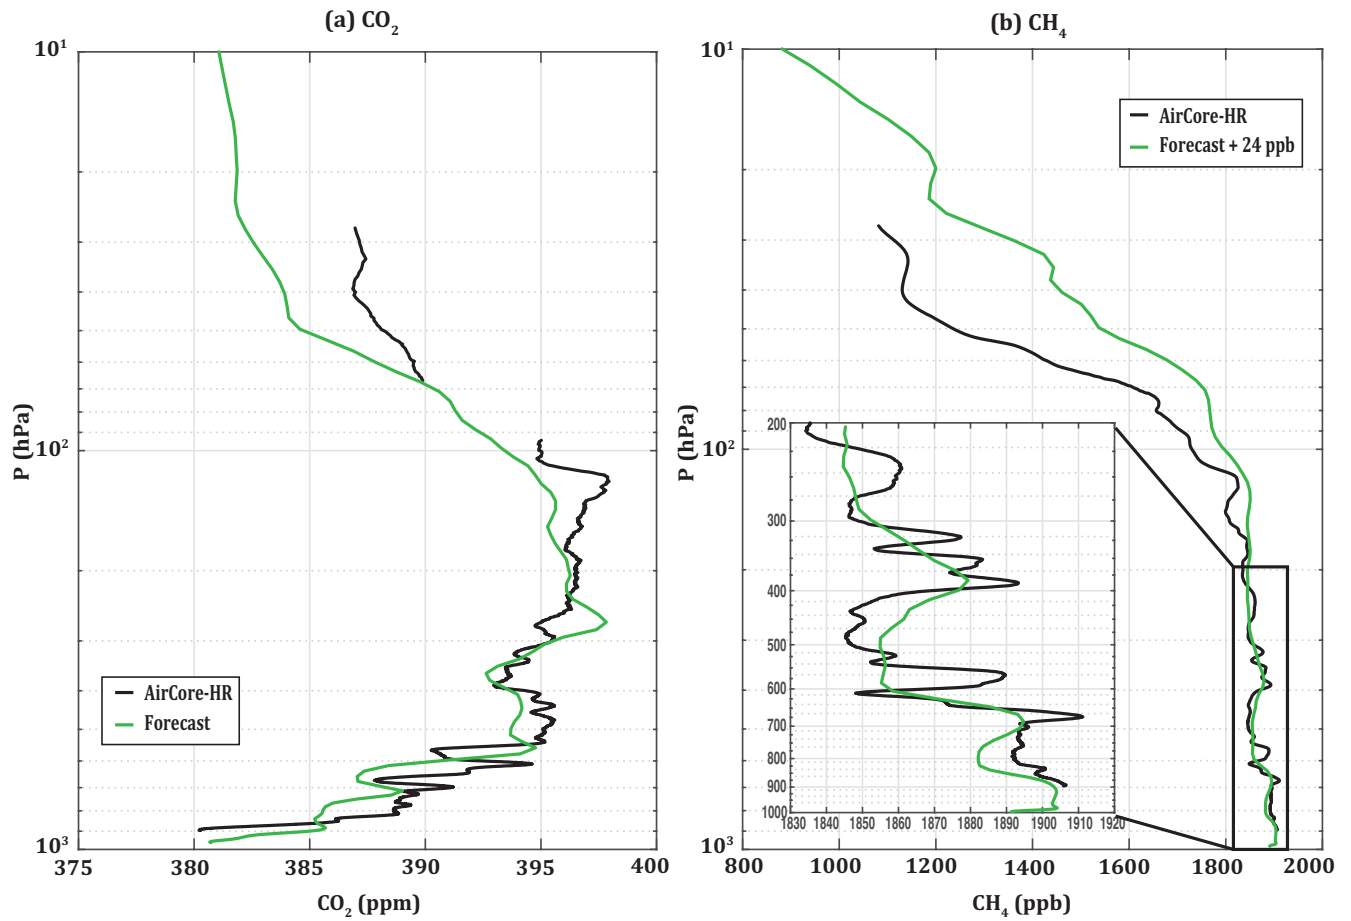 (a) CO₂
10¹
10²
10³
P (hPa)
AirCore-HR
Forecast
375 380 385 390 395 400
CO₂ (ppm)
(b) CH₄
10¹
10²
10³
P (hPa)
AirCore-HR
Forecast + 24 ppb
200
300
400
500
600
700
800
900
1000
1830 1840 1850 1860 1870 1880 1890 1900 1910 1920
800 1000 1200 1400 1600 1800 2000
CH₄ (ppb)